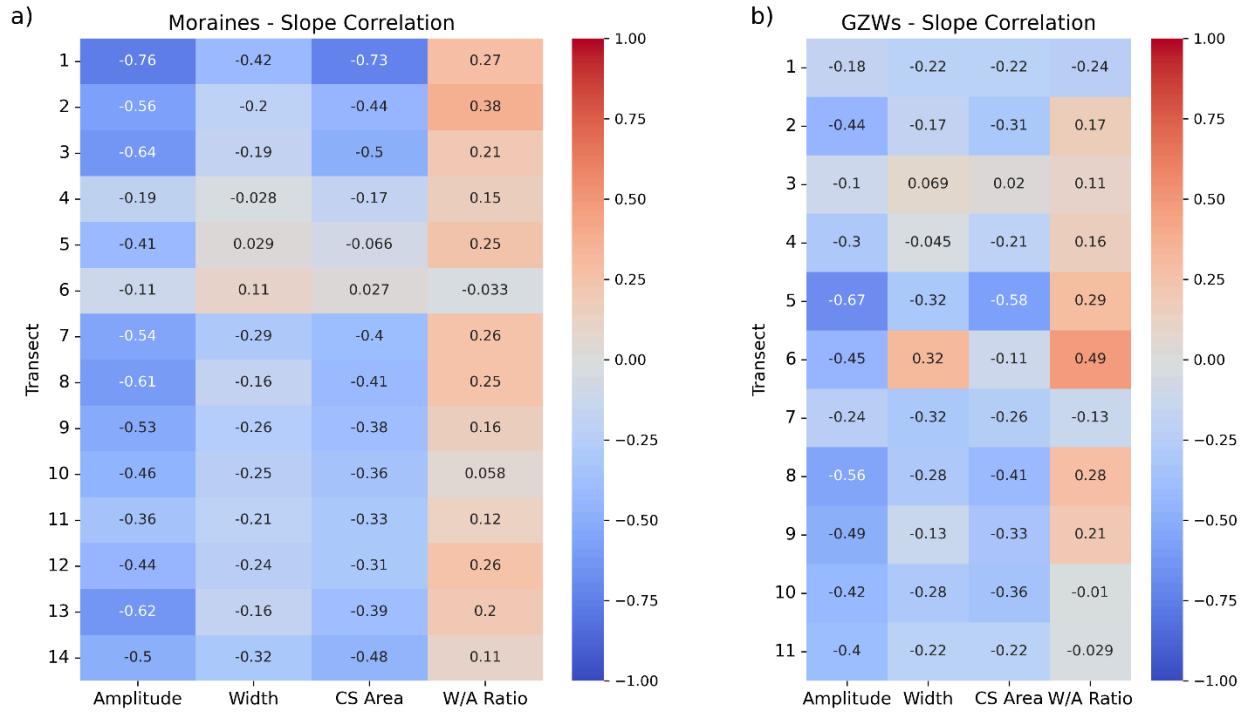 a)
Moraines - Slope Correlation
1 -0.76 -0.42 -0.73 0.27
2 -0.56 -0.2 -0.44 0.38
3 -0.64 -0.19 -0.5 0.21
4 -0.19 -0.028 -0.17 0.15
5 -0.41 0.029 -0.066 0.25
6 -0.11 0.11 0.027 -0.033
7 -0.54 -0.29 -0.4 0.26
8 -0.61 -0.16 -0.41 0.25
9 -0.53 -0.26 -0.38 0.16
10 -0.46 -0.25 -0.36 0.058
11 -0.36 -0.21 -0.33 0.12
12 -0.44 -0.24 -0.31 0.26
13 -0.62 -0.16 -0.39 0.2
14 -0.5 -0.32 -0.48 0.11
Transect
Amplitude Width CS Area W/A Ratio
1.00
0.75
0.50
0.25
0.00
−0.25
−0.50
−0.75
−1.00
b)
GZWs - Slope Correlation
1 -0.18 -0.22 -0.22 -0.24
2 -0.44 -0.17 -0.31 0.17
3 -0.1 0.069 0.02 0.11
4 -0.3 -0.045 -0.21 0.16
5 -0.67 -0.32 -0.58 0.29
6 -0.45 0.32 -0.11 0.49
7 -0.24 -0.32 -0.26 -0.13
8 -0.56 -0.28 -0.41 0.28
9 -0.49 -0.13 -0.33 0.21
10 -0.42 -0.28 -0.36 -0.01
11 -0.4 -0.22 -0.22 -0.029
Transect
Amplitude Width CS Area W/A Ratio
1.00
0.75
0.50
0.25
0.00
−0.25
−0.50
−0.75
−1.00